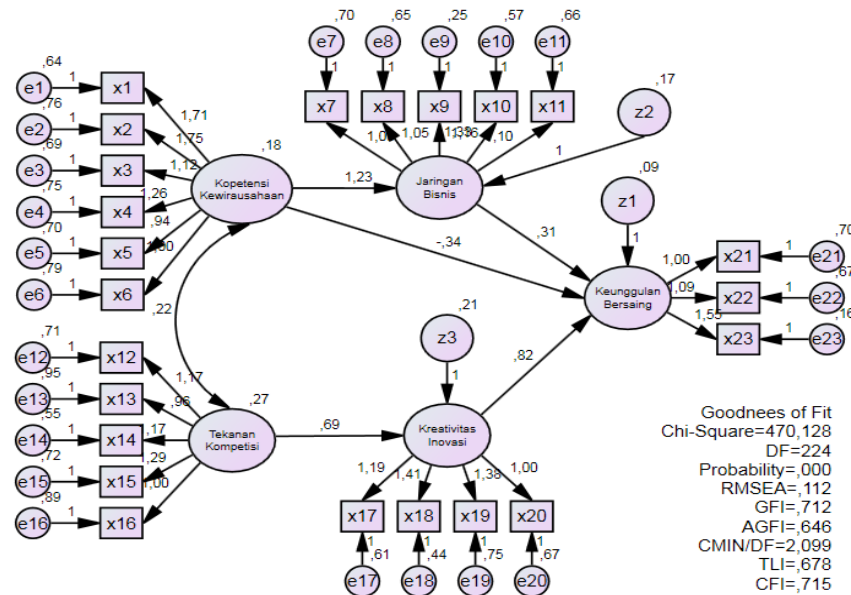 ,70
,65
,25
,57
,66
e7
e8
e9
e10
e11
1
1
1
1
1
x7
x8
x9
x10
x11
1,05
,10
,17
z2
1
,64
e1
1
x1
,76
e2
1
x2
,69
e3
1
x3
,75
e4
1
x4
,70
e5
1
x5
,79
e6
1
x6
1,71
1,75
1,12
1,26
,94
,18
Kopetensi
Kewirausahaan
1,23
Jaringan
Bisnis
,09
z1
1
-,34
,31
,22
Keunggulan
Bersaing
1,00
,09
1,55
x21
1
e21
,70
x22
1
e22
,67
x23
1
e23
,16
,21
z3
1
,82
,71
e12
1
x12
,95
e13
1
x13
,55
e14
1
x14
,72
e15
1
x15
,89
e16
1
x16
1,17
,96
,17
1,29
1,00
,27
Tekanan
Kompetisi
,69
Kreativitas
Inovasi
1,19
1,41
1,38
1,00
x17
x18
x19
x20
1
1
1
1
,61
,44
,75
,67
e17
e18
e19
e20
Goodnees of Fit
Chi-Square=470,128
DF=224
Probability=,000
RMSEA=,112
GFI=,712
AGFI=,646
CMIN/DF=2,099
TLI=,678
CFI=,715